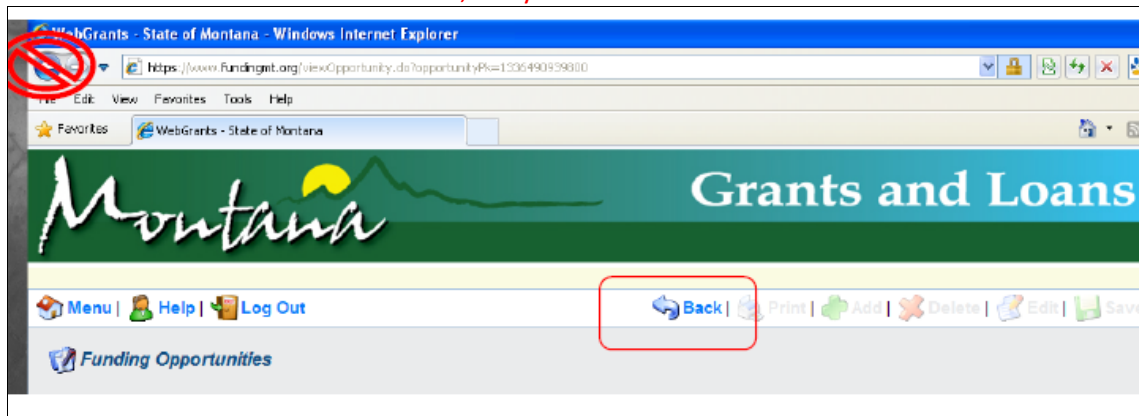 WebGrants - State of Montana - Windows Internet Explorer
https://www.fundingmt.org/viewOpportunity.do?opportunityPk=1336490939800
File Edit View Favorites Tools Help
Favorites WebGrants - State of Montana
Montana Grants and Loans
Menu | Help | Log Out Back | Print | Add | Delete | Edit | Save
Funding Opportunities